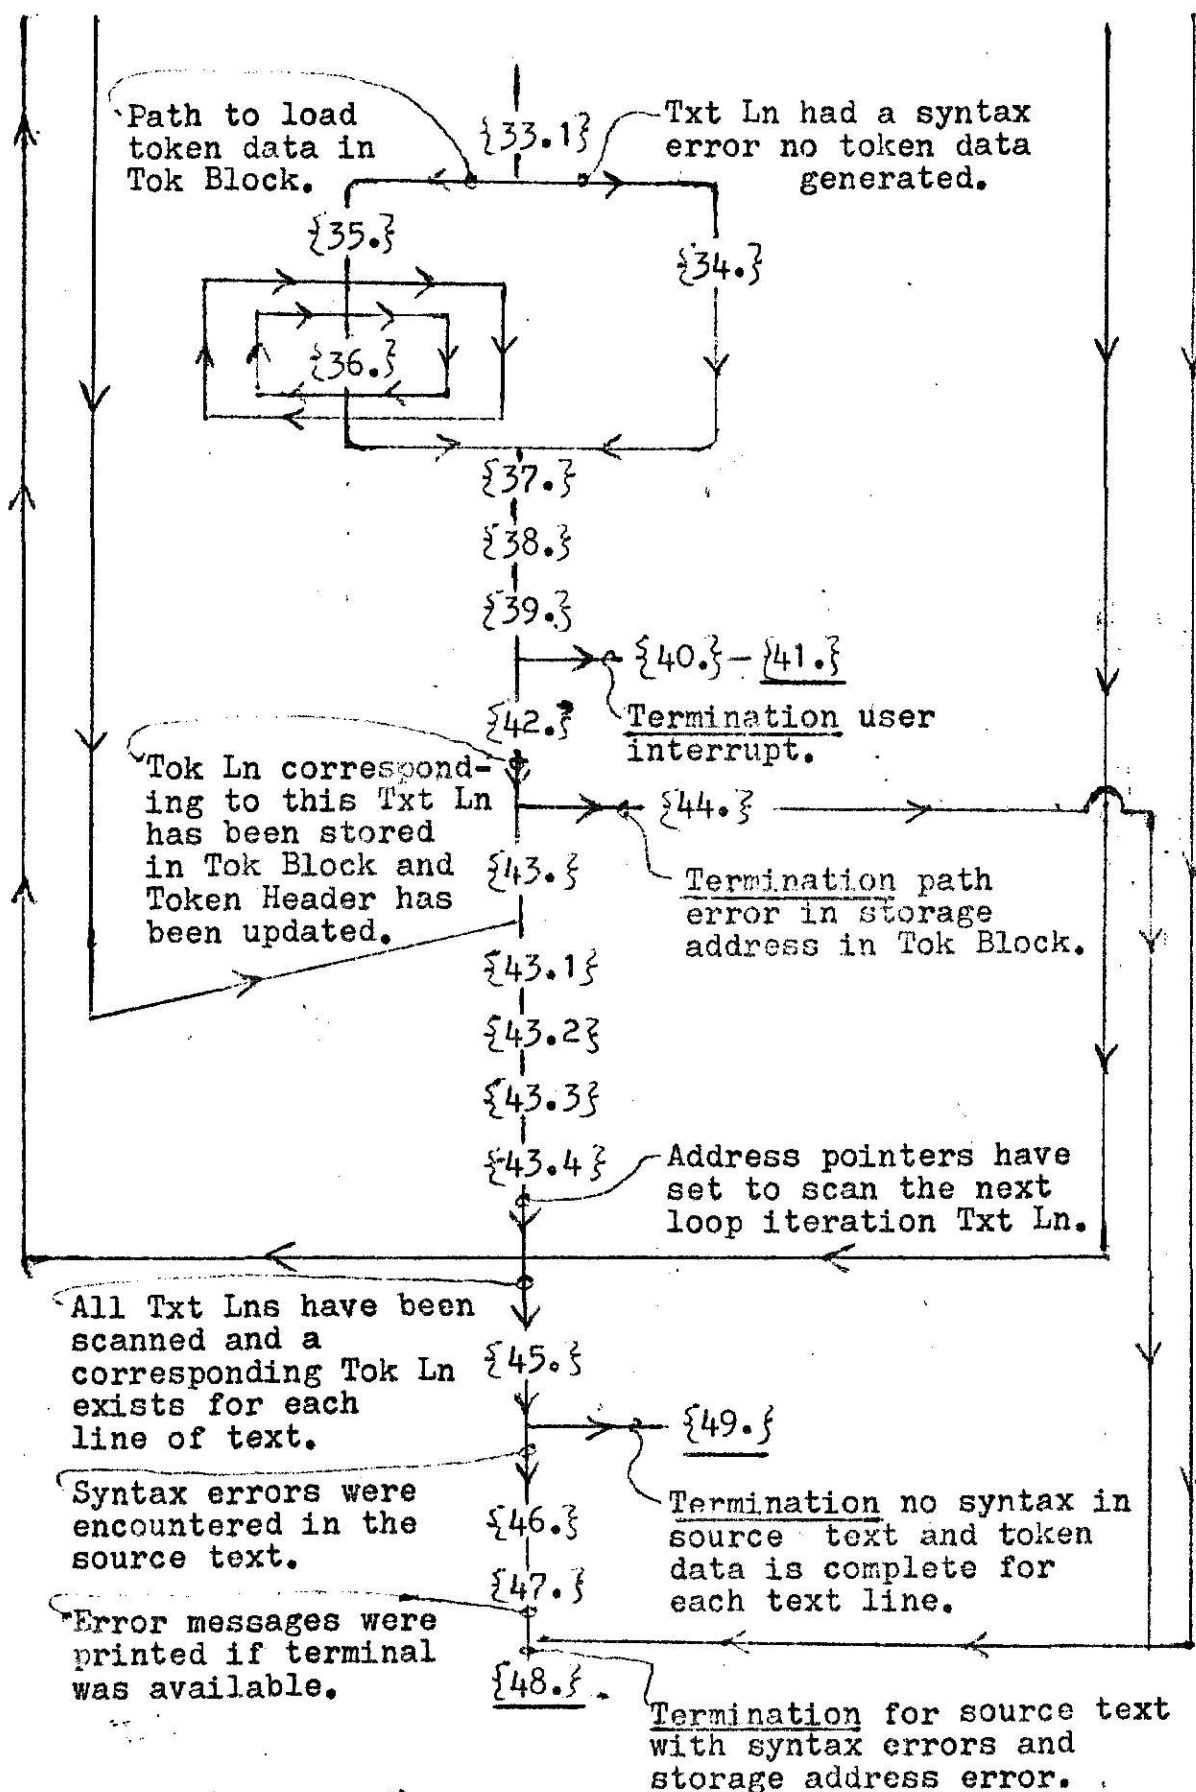 Path to load
token data in
Tok Block.
{33.1}
Txt Ln had a syntax
error no token data
generated.
{35.}
{34.}
{36.}
{37.}
{38.}
{39.}
{40.}-{41.}
Termination user
interrupt.
{42.}
Tok Ln correspond-
ing to this Txt Ln
has been stored
in Tok Block and
Token Header has
been updated.
{44.}
{43.}
Termination path
error in storage
address in Tok Block.
{43.1}
{43.2}
{43.3}
{43.4}
Address pointers have
set to scan the next
loop iteration Txt Ln.
All Txt Lns have been
scanned and a
corresponding Tok Ln
exists for each
line of text.
{45.}
{49.}
Syntax errors were
encountered in the
source text.
{46.}
Termination no syntax in
source text and token
data is complete for
each text line.
{47.}
Error messages were
printed if terminal
was available.
{48.}
Termination for source text
with syntax errors and
storage address error.